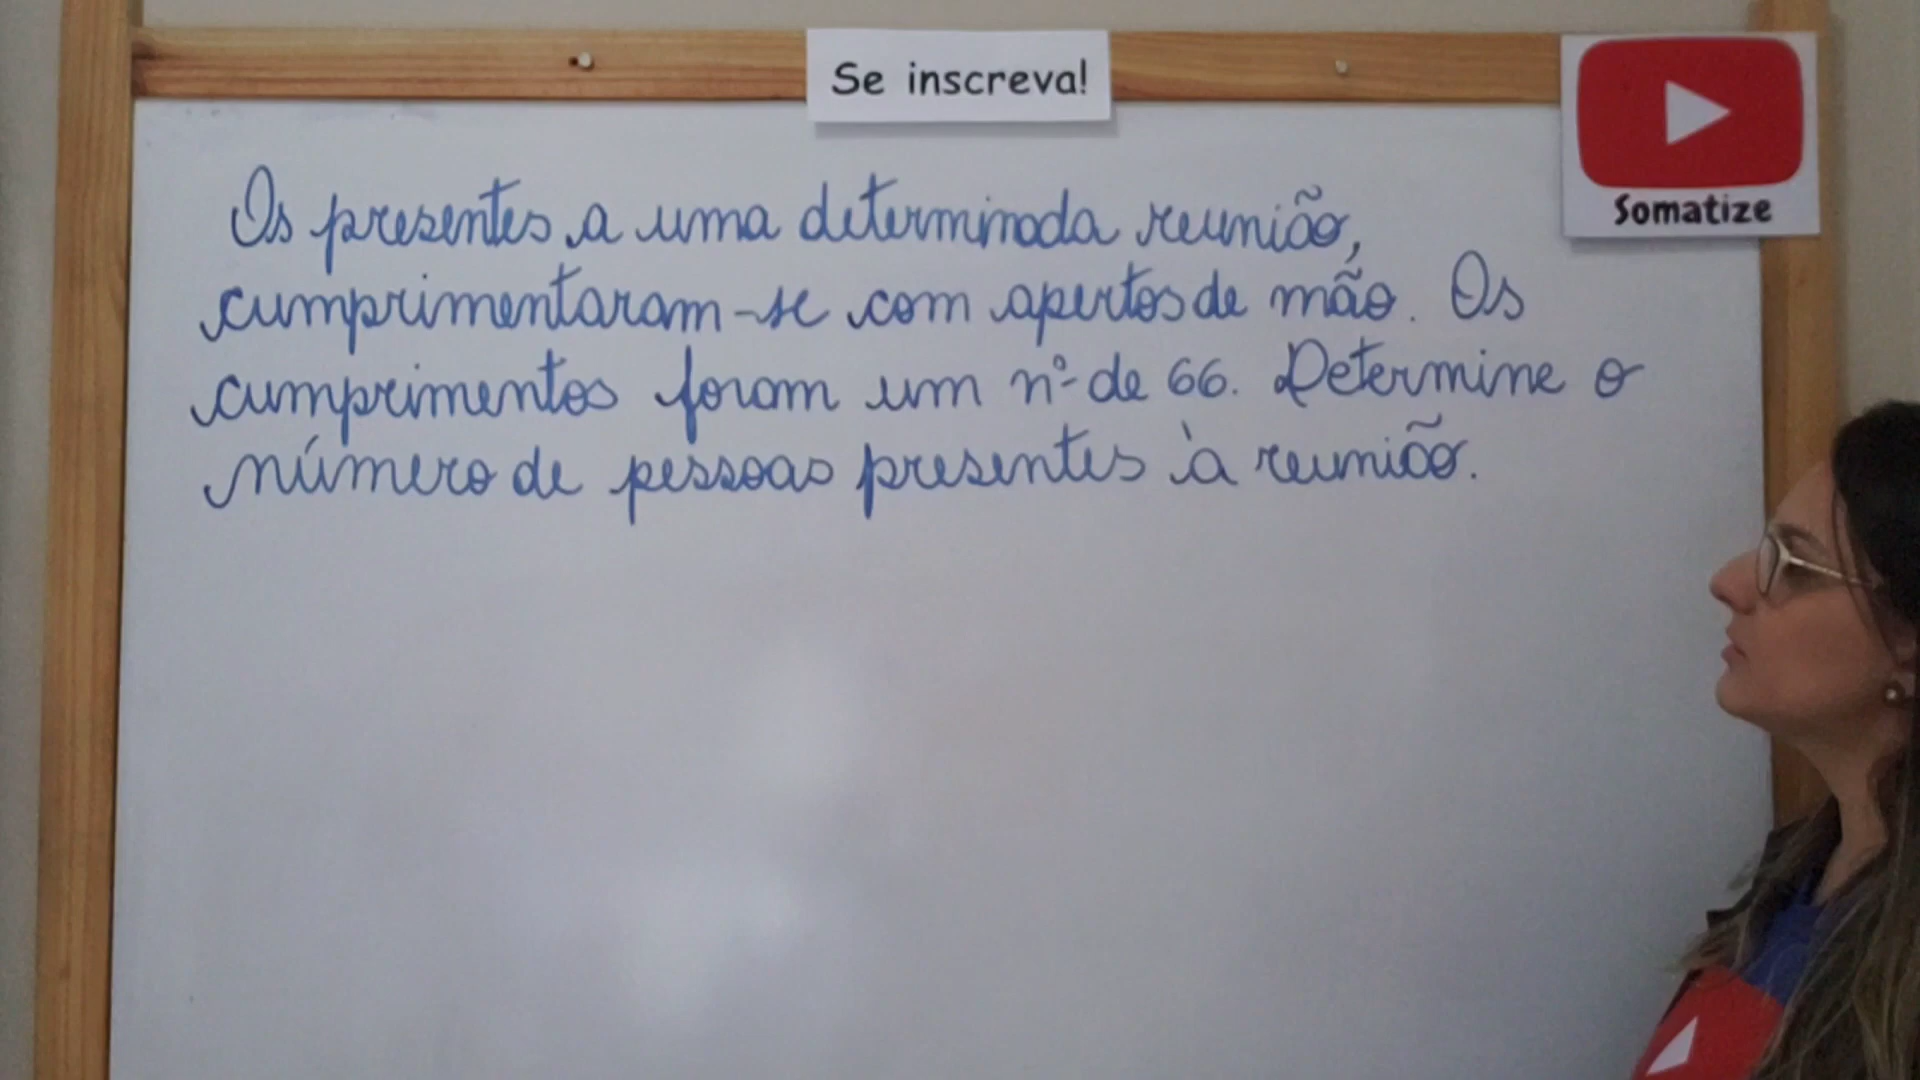 Se inscreva!
Somatize
Os presentes a uma determinada reunião,
cumprimentaram-se com apertos de mão. Os
cumprimentos foram um nº de 66. Determine o
número de pessoas presentes à reunião.